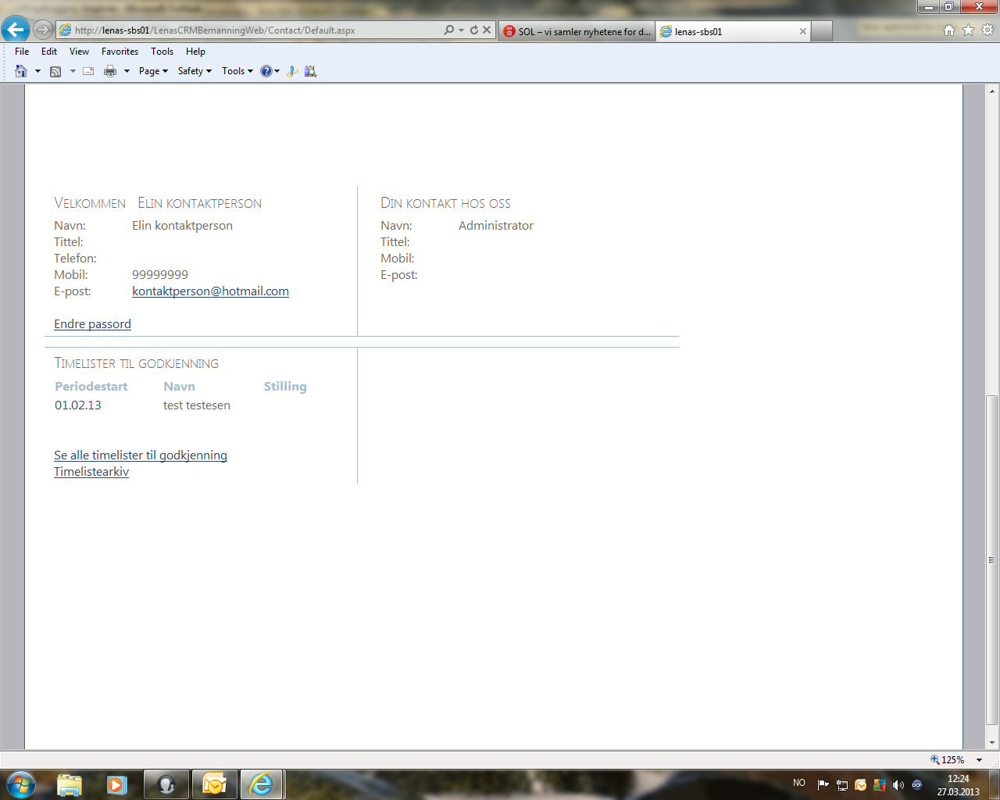 http://lenas-sbs01/LenasCRMBemanningWeb/Contact/Default.aspx
SOL – vi samler nyhetene for d...
lenas-sbs01
File Edit View Favorites Tools Help
Page Safety Tools
VELKOMMEN ELIN KONTAKTPERSON
Navn: Elin kontaktperson
Tittel:
Telefon:
Mobil: 99999999
E-post: kontaktperson@hotmail.com
Endre passord
DIN KONTAKT HOS OSS
Navn: Administrator
Tittel:
Mobil:
E-post:
TIMELISTER TIL GODKJENNING
Periodestart Navn Stilling
01.02.13 test testesen
Se alle timelister til godkjenning
Timelistearkiv
125%
NO
12:24
27.03.2013